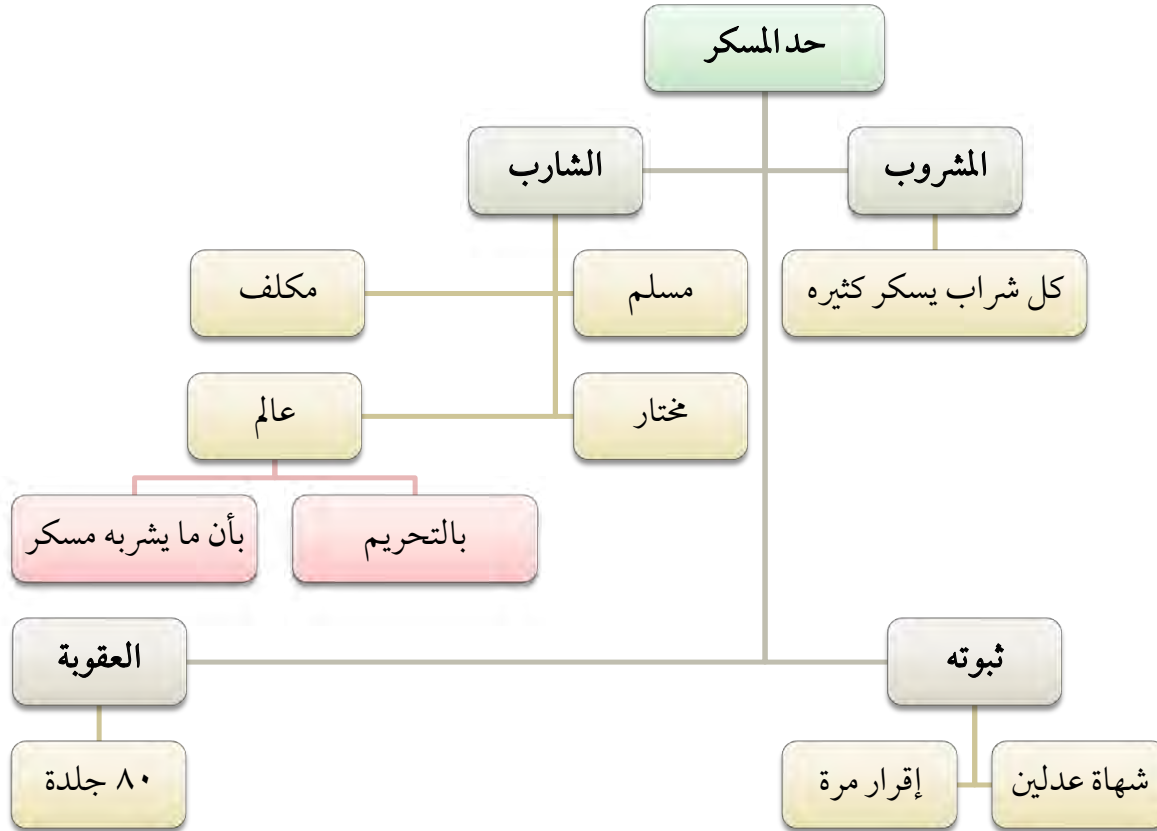 حد المسكر
المشروب
الشارب
كل شراب يسكر كثيره
مسلم
مكلف
مختار
عالم
بالتحريم
بأن ما يشربه مسكر
ثبوته
العقوبة
شهاة عدلين
إقرار مرة
٨٠ جلدة